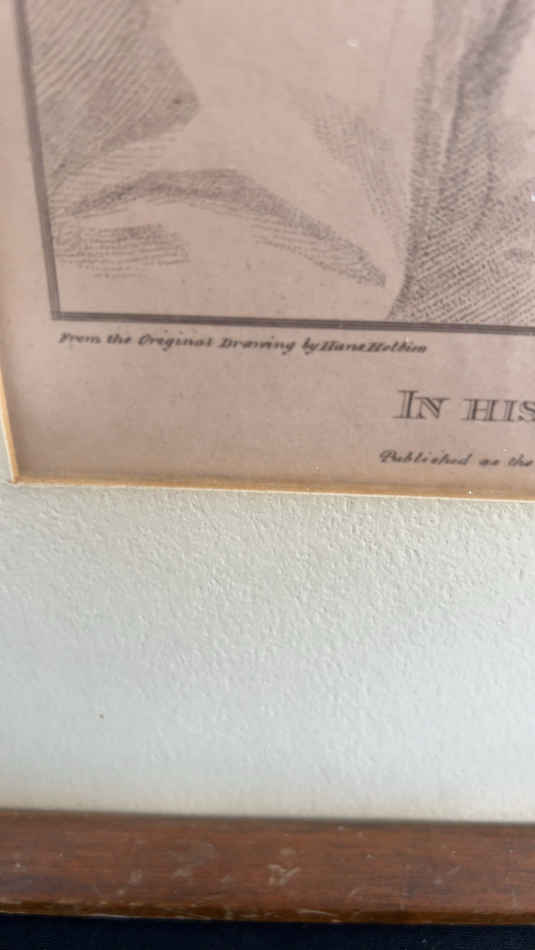 From the Original Drawing by Hans Holbein
IN HIS
Published as the